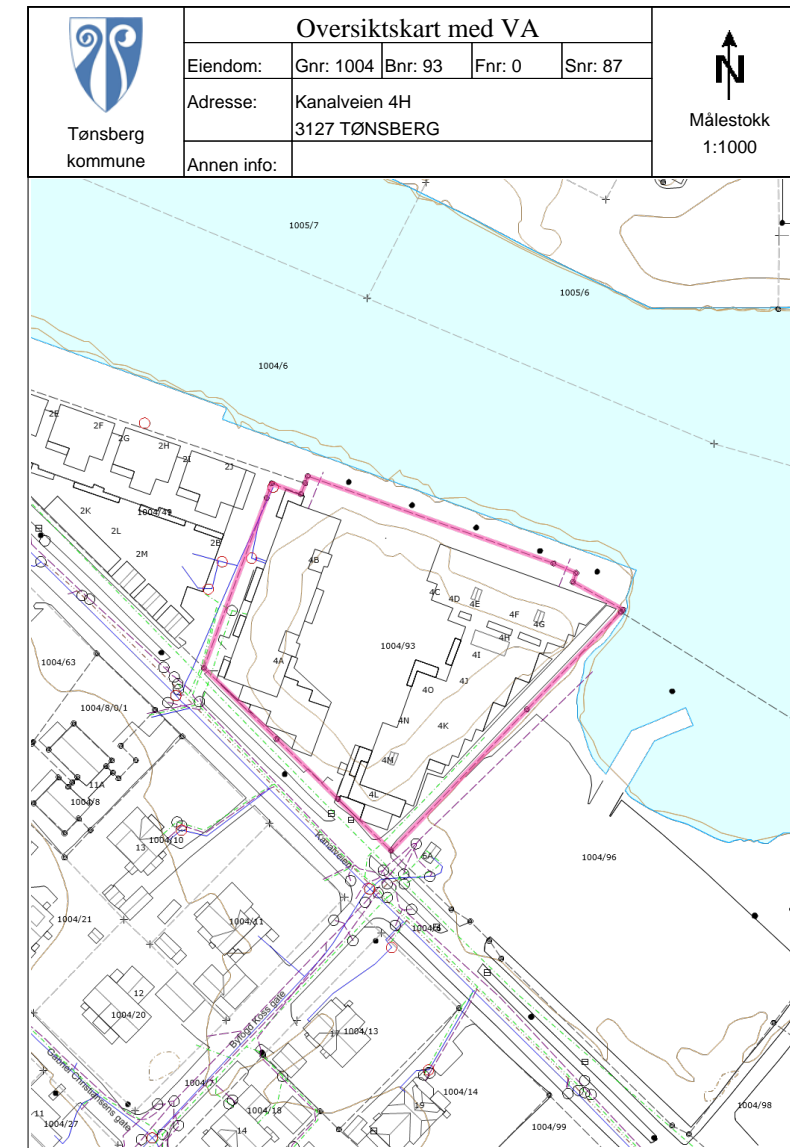 Oversiktskart med VA
Eiendom: Gnr: 1004 Bnr: 93 Fnr: 0 Snr: 87
Adresse: Kanalveien 4H
3127 TØNSBERG
Annen info:
Tønsberg
kommune
N
Målestokk
1:1000
1005/7
1005/6
1004/6
2E
2F
2G
2H
2I
2J
2K
1004/49
2L
2M
4B
4C
4D
4E
4F
4G
4H
1004/93
4I
4A
4J
4O
4N
4K
4M
4L
1004/63
1004/8/0/1
11A
1004/8
13
1004/10
Kanalveien
6A
1004/96
1004/21
1004/11
12
1004/20
Byfogd Koss gate
1004/13
Gabriel Christiansens gate
1004/7
1004/14
1004/18
19
11
1004/27
14
1004/99
1004/98